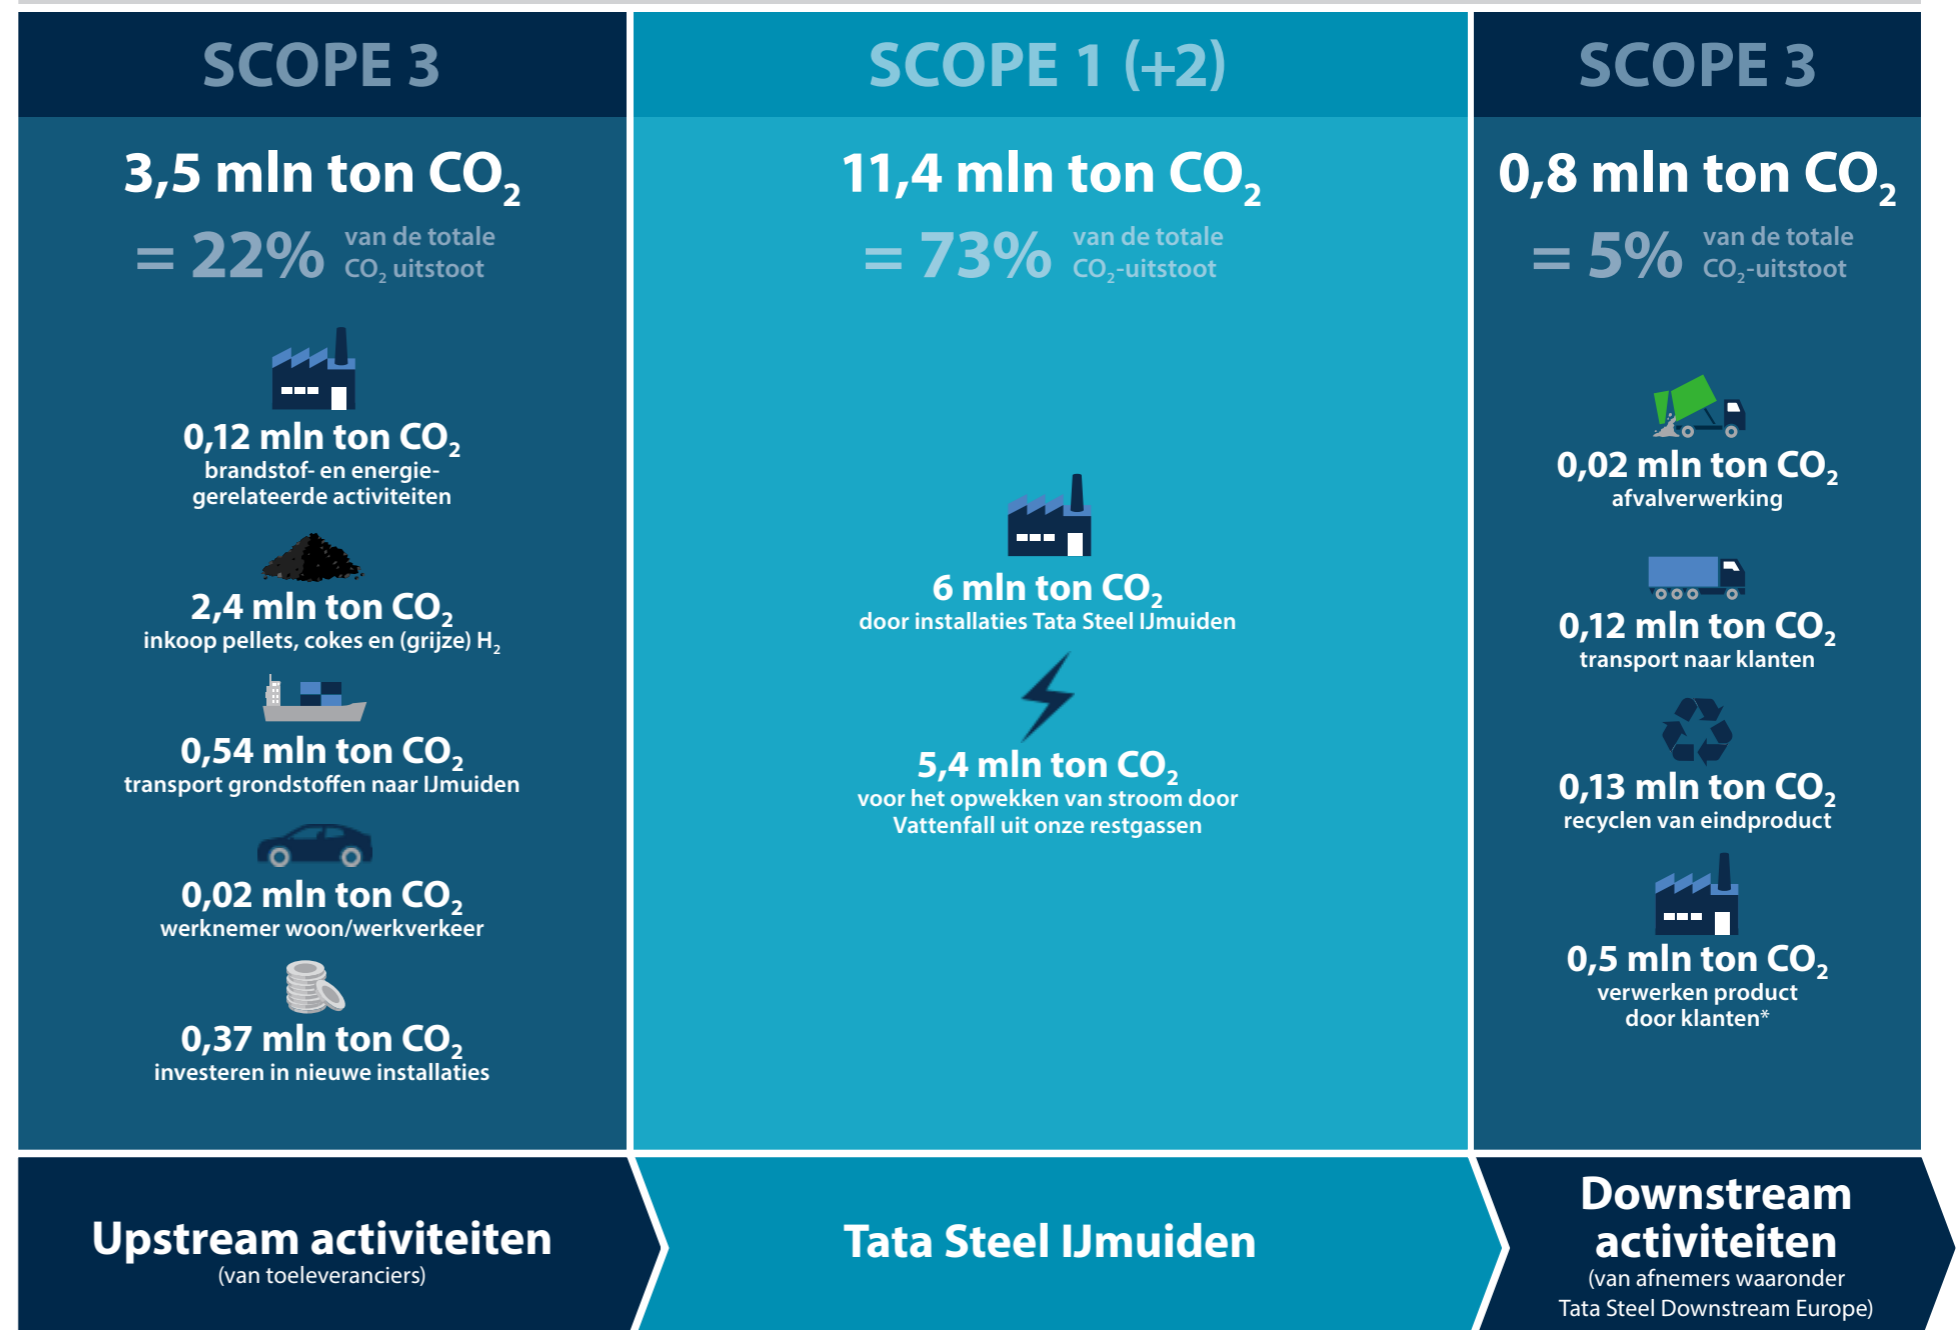 SCOPE 3
3,5 mln ton CO₂
= 22% van de totale
CO₂ uitstoot
0,12 mln ton CO₂
brandstof- en energie-
gerelateerde activiteiten
2,4 mln ton CO₂
inkoop pellets, cokes en (grijze) H₂
0,54 mln ton CO₂
transport grondstoffen naar IJmuiden
0,02 mln ton CO₂
werknemer woon/werkverkeer
0,37 mln ton CO₂
investeren in nieuwe installaties
Upstream activiteiten
(van toeleveranciers)
SCOPE 1 (+2)
11,4 mln ton CO₂
= 73% van de totale
CO₂-uitstoot
6 mln ton CO₂
door installaties Tata Steel IJmuiden
5,4 mln ton CO₂
voor het opwekken van stroom door
Vattenfall uit onze restgassen
Tata Steel IJmuiden
SCOPE 3
0,8 mln ton CO₂
= 5% van de totale
CO₂-uitstoot
0,02 mln ton CO₂
afvalverwerking
0,12 mln ton CO₂
transport naar klanten
0,13 mln ton CO₂
recyclen van eindproduct
0,5 mln ton CO₂
verwerken product
door klanten*
Downstream
activiteiten
(van afnemers waaronder
Tata Steel Downstream Europe)